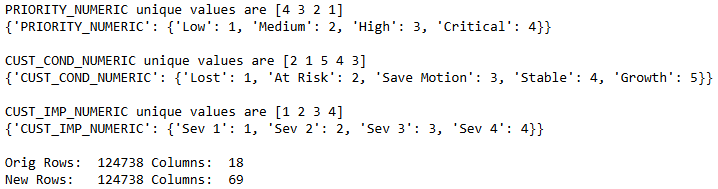 PRIORITY_NUMERIC unique values are [4 3 2 1]
{'PRIORITY_NUMERIC': {'Low': 1, 'Medium': 2, 'High': 3, 'Critical': 4}}
CUST_COND_NUMERIC unique values are [2 1 5 4 3]
{'CUST_COND_NUMERIC': {'Lost': 1, 'At Risk': 2, 'Save Motion': 3, 'Stable': 4, 'Growth': 5}}
CUST_IMP_NUMERIC unique values are [1 2 3 4]
{'CUST_IMP_NUMERIC': {'Sev 1': 1, 'Sev 2': 2, 'Sev 3': 3, 'Sev 4': 4}}
Orig Rows:  124738 Columns:  18
New Rows:   124738 Columns:  69